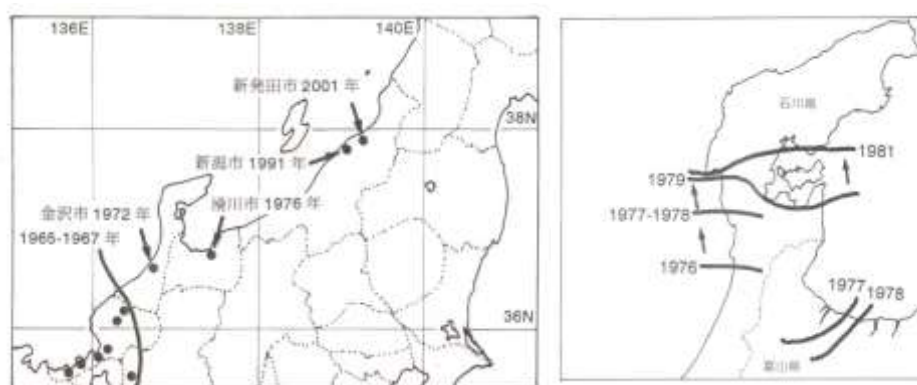 136E 138E 140E
新発田市 2001 年
38N
新潟市 1991 年
滑川市 1976 年
金沢市 1972 年
1965-1967 年
36N
石川県
1981
1979
1977-1978
1976
1977
1978
富山県